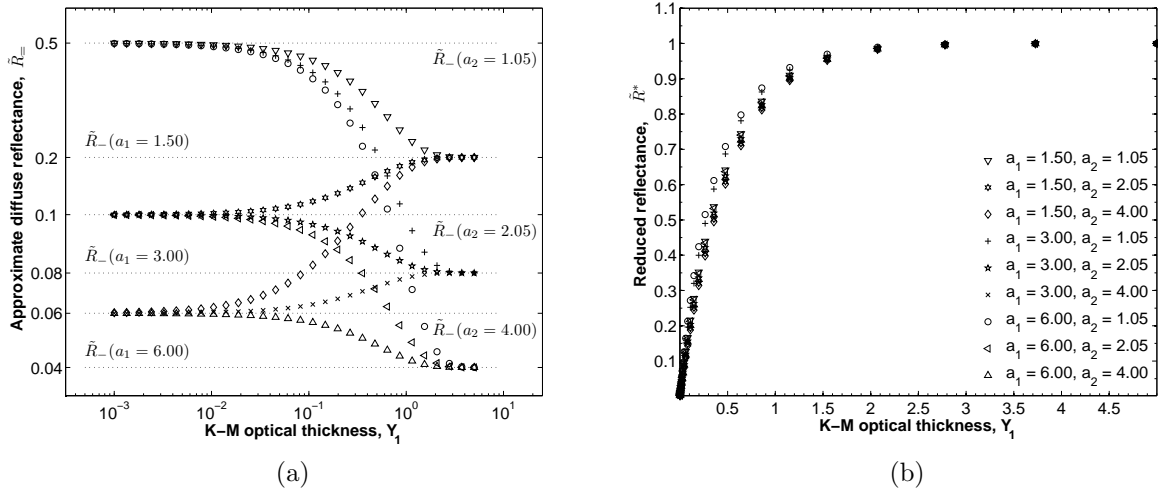 0.5
0.2
0.1
0.08
0.06
0.04
Approximate diffuse reflectance, R̃₌
R̃₋(a₂ = 1.05)
R̃₋(a₁ = 1.50)
R̃₋(a₂ = 2.05)
R̃₋(a₁ = 3.00)
R̃₋(a₂ = 4.00)
R̃₋(a₁ = 6.00)
10⁻³ 10⁻² 10⁻¹ 10⁰ 10¹
K−M optical thickness, Y₁
(a)
1
0.9
0.8
0.7
0.6
0.5
0.4
0.3
0.2
0.1
Reduced reflectance, R̃*
a₁ = 1.50, a₂ = 1.05
a₁ = 1.50, a₂ = 2.05
a₁ = 1.50, a₂ = 4.00
a₁ = 3.00, a₂ = 1.05
a₁ = 3.00, a₂ = 2.05
a₁ = 3.00, a₂ = 4.00
a₁ = 6.00, a₂ = 1.05
a₁ = 6.00, a₂ = 2.05
a₁ = 6.00, a₂ = 4.00
0.5 1 1.5 2 2.5 3 3.5 4 4.5
K−M optical thickness, Y₁
(b)